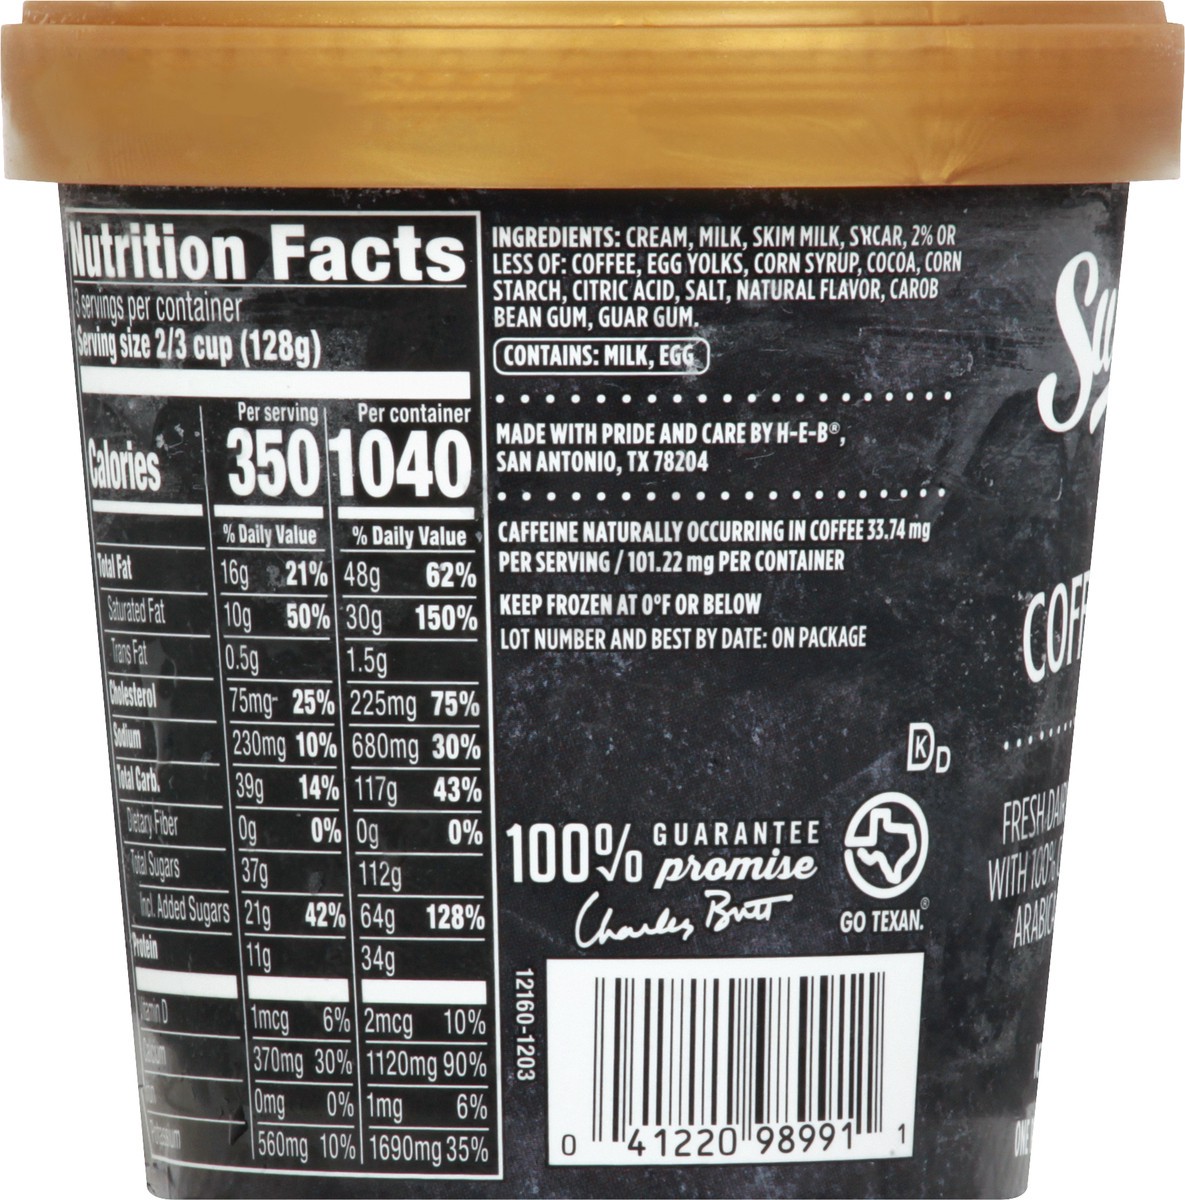 Nutrition Facts
3 servings per container
Serving size 2/3 cup (128g)
Per serving Per container
Calories 350 1040
% Daily Value % Daily Value
Total Fat 16g 21% 48g 62%
Saturated Fat 10g 50% 30g 150%
Trans Fat 0.5g 1.5g
Cholesterol 75mg 25% 225mg 75%
Sodium 230mg 10% 680mg 30%
Total Carb. 39g 14% 117g 43%
Dietary Fiber 0g 0% 0g 0%
Total Sugars 37g 112g
Incl. Added Sugars 21g 42% 64g 128%
Protein 11g 34g
Vitamin D 1mcg 6% 2mcg 10%
Calcium 370mg 30% 1120mg 90%
0mg 0% 1mg 6%
Potassium 560mg 10% 1690mg 35%
INGREDIENTS: CREAM, MILK, SKIM MILK, SUGAR, 2% OR
LESS OF: COFFEE, EGG YOLKS, CORN SYRUP, COCOA, CORN
STARCH, CITRIC ACID, SALT, NATURAL FLAVOR, CAROB
BEAN GUM, GUAR GUM.
CONTAINS: MILK, EGG
MADE WITH PRIDE AND CARE BY H-E-B®,
SAN ANTONIO, TX 78204
CAFFEINE NATURALLY OCCURRING IN COFFEE 33.74 mg
PER SERVING / 101.22 mg PER CONTAINER
KEEP FROZEN AT 0°F OR BELOW
LOT NUMBER AND BEST BY DATE: ON PACKAGE
K D
100% GUARANTEE
promise
Charles Butt
GO TEXAN.®
12160-1203
0 41220 98991 1
Su
COFF
FRESH DAI
WITH 100%
ARABIC
ONE